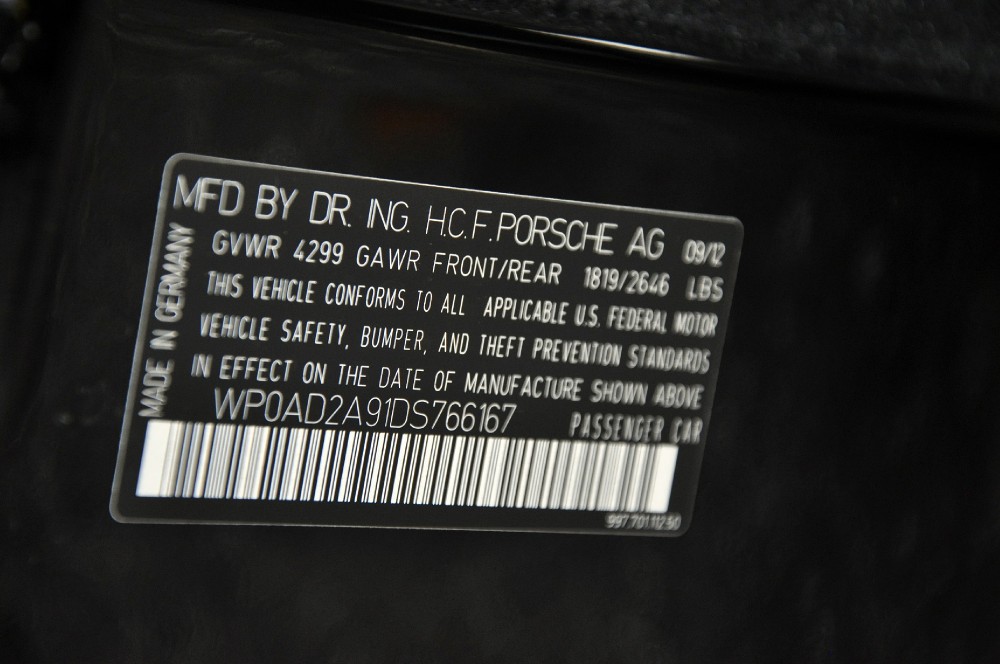 MFD BY DR. ING. H.C.F. PORSCHE AG 09/12
GVWR 4299 GAWR FRONT/REAR 1819/2646 LBS
THIS VEHICLE CONFORMS TO ALL APPLICABLE U.S. FEDERAL MOTOR
VEHICLE SAFETY, BUMPER, AND THEFT PREVENTION STANDARDS
IN EFFECT ON THE DATE OF MANUFACTURE SHOWN ABOVE
WP0AD2A91DS766167 PASSENGER CAR
MADE IN GERMANY
997.701.112.50